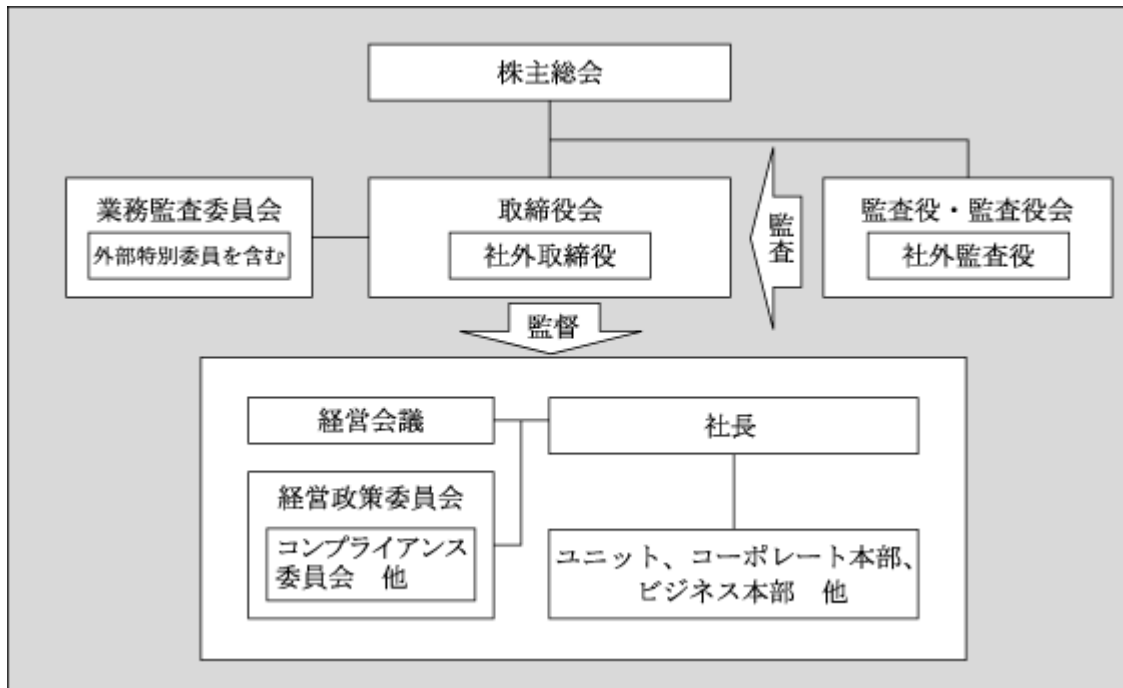 株主総会
業務監査委員会
外部特別委員を含む
取締役会
社外取締役
監査
監査役・監査役会
社外監査役
監督
経営会議
社長
経営政策委員会
コンプライアンス
委員会　他
ユニット、コーポレート本部、
ビジネス本部　他